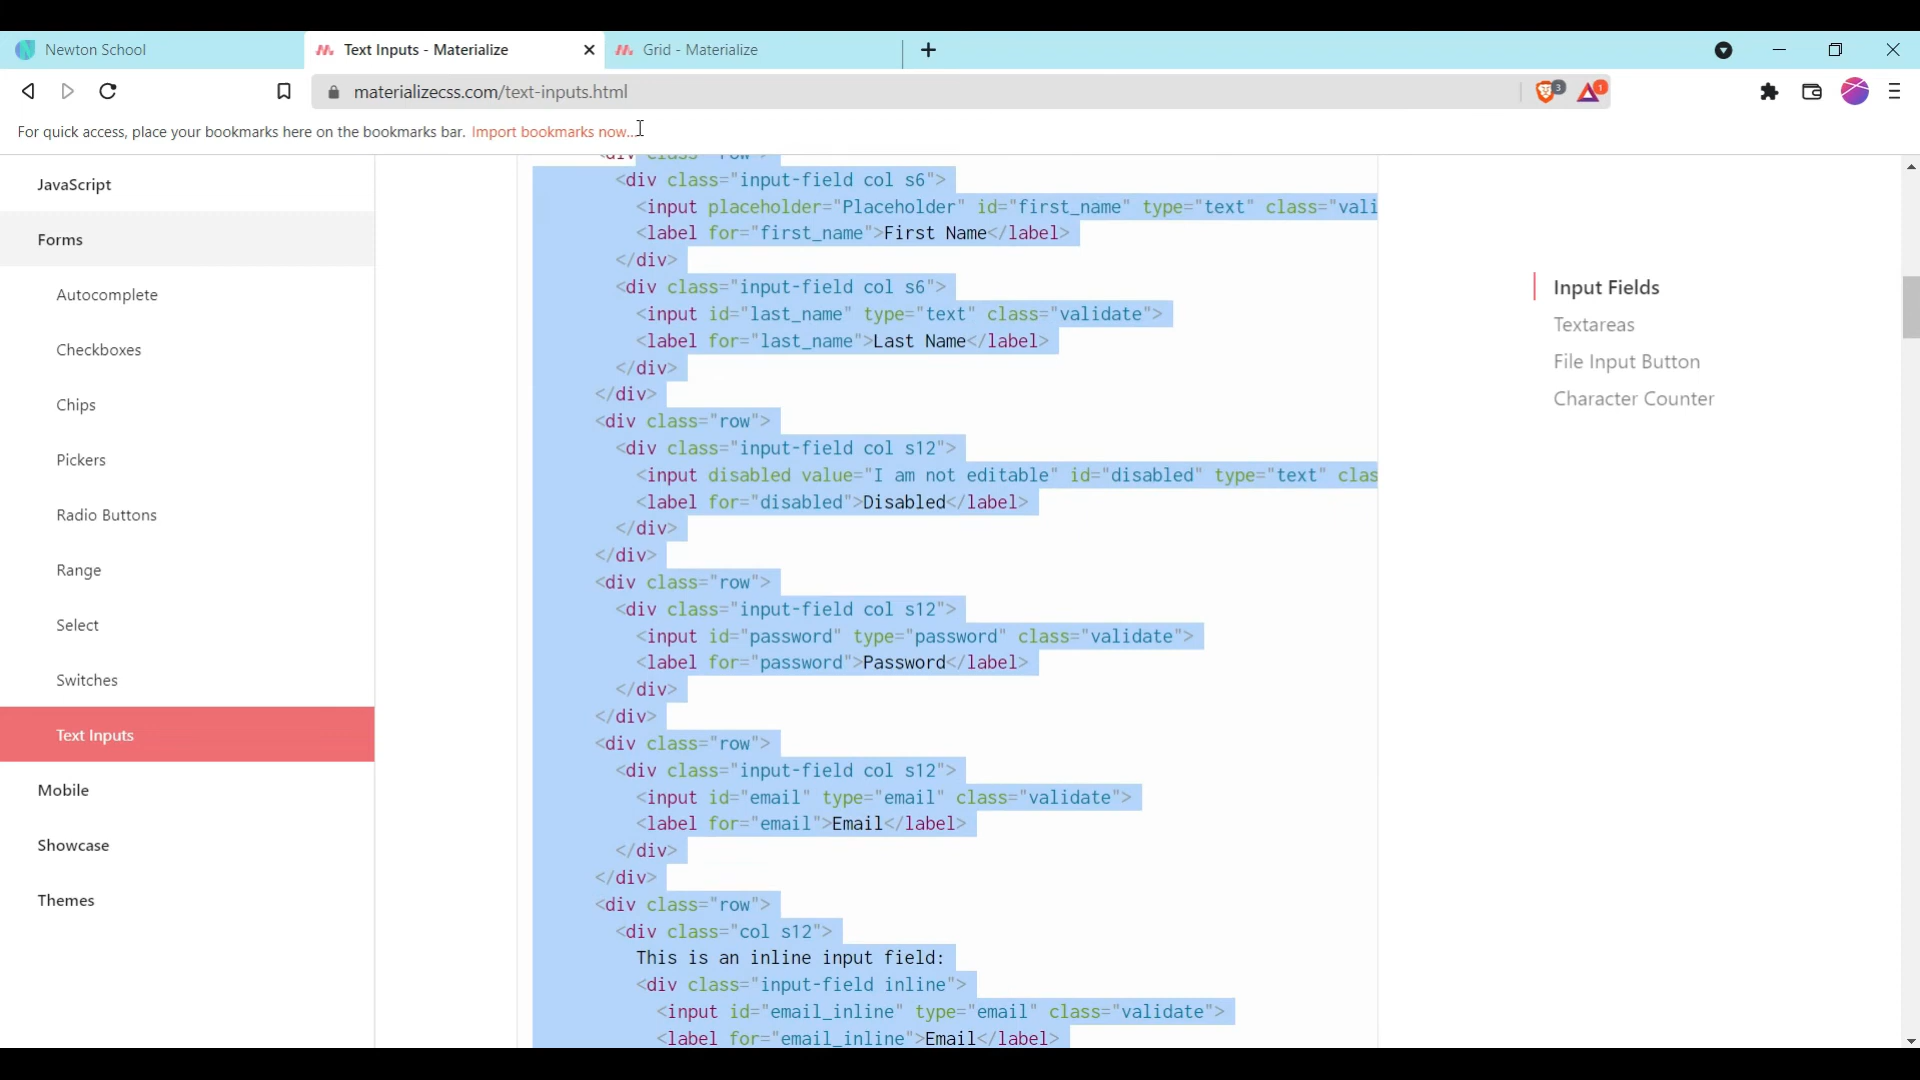 Newton School
Text Inputs - Materialize
Grid - Materialize
materializecss.com/text-inputs.html
3
1
For quick access, place your bookmarks here on the bookmarks bar. Import bookmarks now...
JavaScript
Forms
Autocomplete
Checkboxes
Chips
Pickers
Radio Buttons
Range
Select
Switches
Text Inputs
Mobile
Showcase
Themes
<div class="row">
<div class="input-field col s6">
<input placeholder="Placeholder" id="first_name" type="text" class="vali
<label for="first_name">First Name</label>
</div>
<div class="input-field col s6">
<input id="last_name" type="text" class="validate">
<label for="last_name">Last Name</label>
</div>
</div>
<div class="row">
<div class="input-field col s12">
<input disabled value="I am not editable" id="disabled" type="text" clas
<label for="disabled">Disabled</label>
</div>
</div>
<div class="row">
<div class="input-field col s12">
<input id="password" type="password" class="validate">
<label for="password">Password</label>
</div>
</div>
<div class="row">
<div class="input-field col s12">
<input id="email" type="email" class="validate">
<label for="email">Email</label>
</div>
</div>
<div class="row">
<div class="col s12">
This is an inline input field:
<div class="input-field inline">
<input id="email_inline" type="email" class="validate">
<label for="email_inline">Email</label>
Input Fields
Textareas
File Input Button
Character Counter